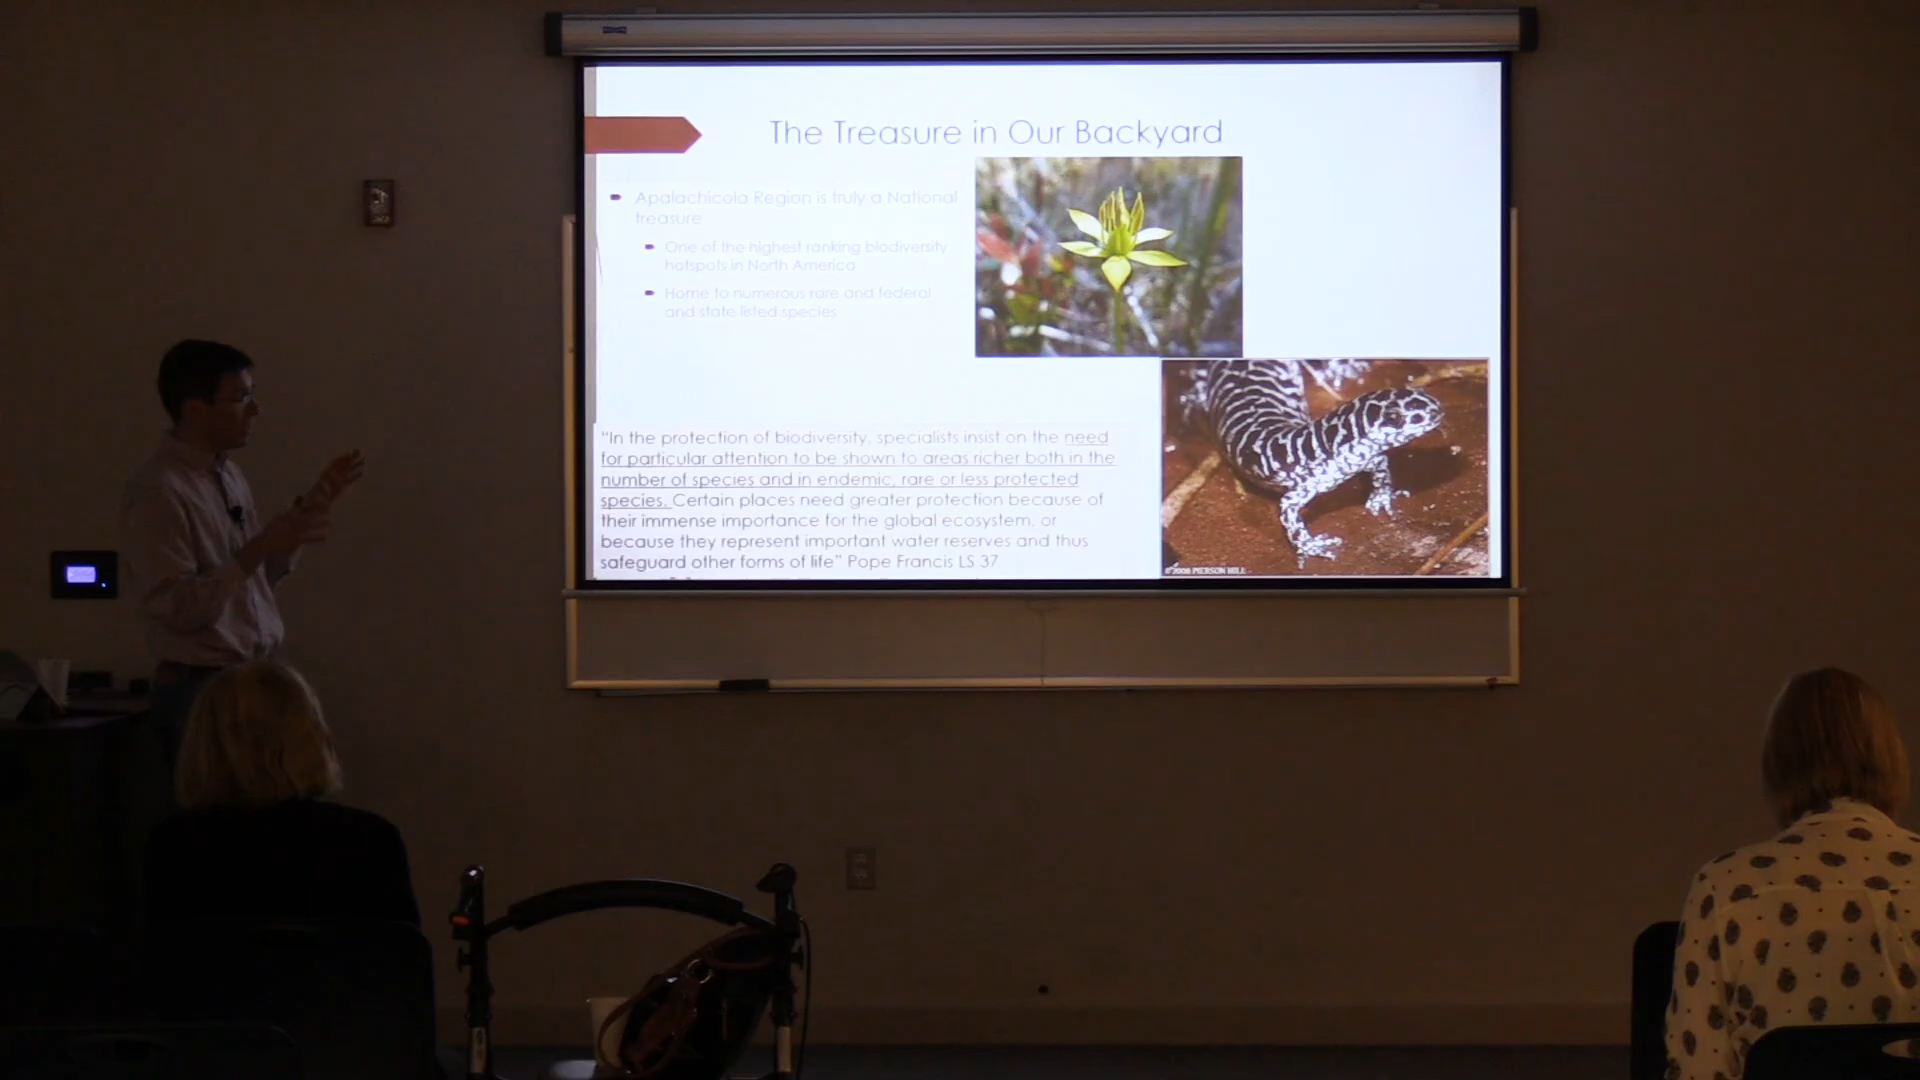 The Treasure in Our Backyard
Apalachicola Region is truly a National
treasure
One of the highest ranking biodiversity
hotspots in North America
Home to numerous rare and federal
and state listed species
"In the protection of biodiversity, specialists insist on the need
for particular attention to be shown to areas richer both in the
number of species and in endemic, rare or less protected
species. Certain places need greater protection because of
their immense importance for the global ecosystem, or
because they represent important water reserves and thus
safeguard other forms of life" Pope Francis LS 37
©2008 PIERSON HILL